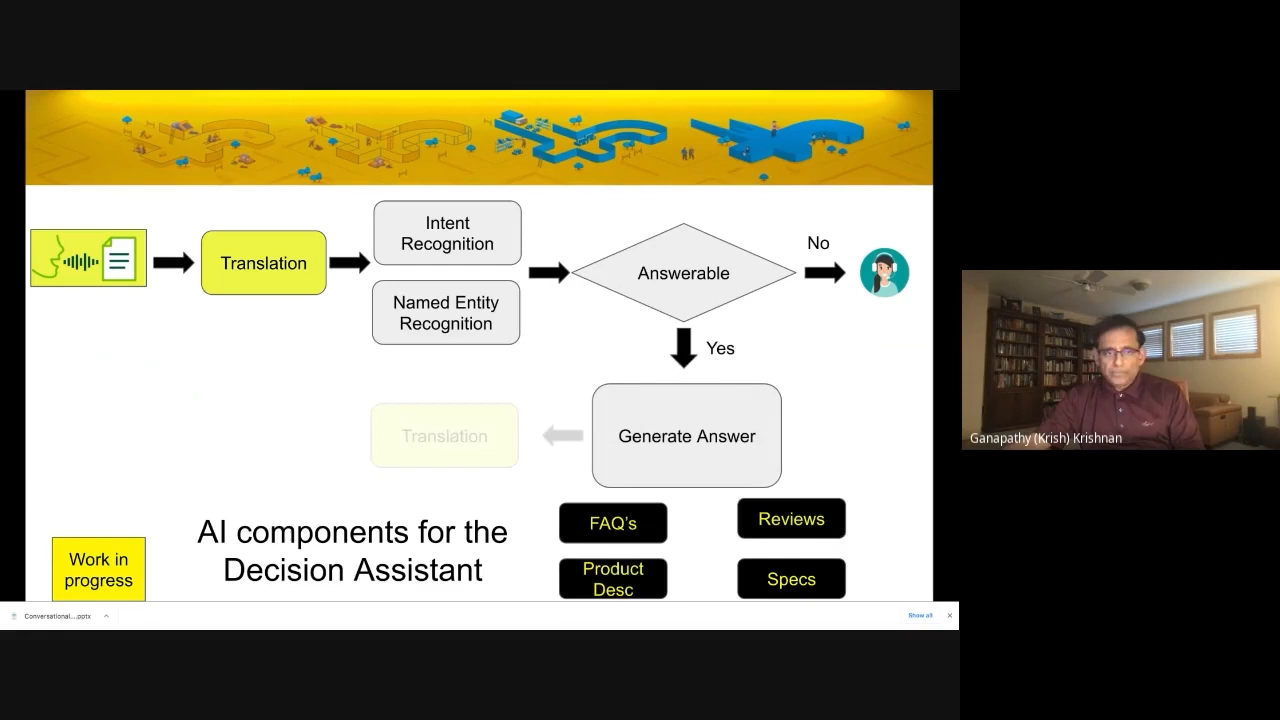 Intent
Recognition
No
Translation
Answerable
Named Entity
Recognition
Yes
Translation
Generate Answer
Ganapathy (Krish) Krishnan
AI components for the
Decision Assistant
FAQ's
Reviews
Work in
progress
Product
Desc
Specs
Conversational....pptx
Show all